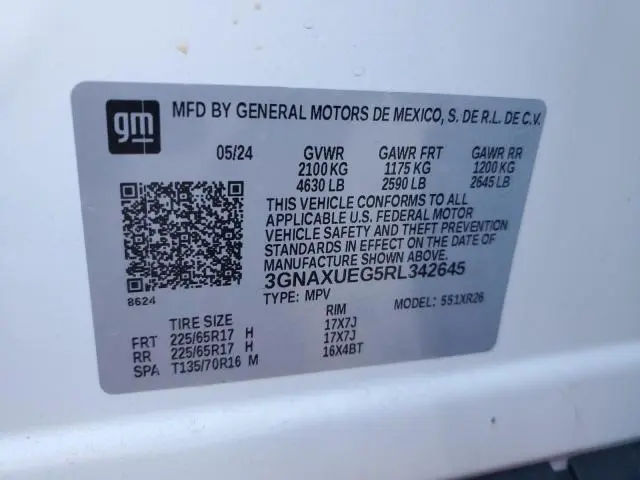 gm
MFD BY GENERAL MOTORS DE MEXICO, S. DE R.L. DE C.V.
05/24 GVWR GAWR FRT GAWR RR
2100 KG 1175 KG 1200 KG
4630 LB 2590 LB 2645 LB
THIS VEHICLE CONFORMS TO ALL
APPLICABLE U.S. FEDERAL MOTOR
VEHICLE SAFETY AND THEFT PREVENTION
STANDARDS IN EFFECT ON THE DATE OF
MANUFACTURE SHOWN ABOVE.
3GNAXUEG5RL342645
8624
TYPE: MPV MODEL: 551XR26
TIRE SIZE RIM
FRT 225/65R17 H 17X7J
RR 225/65R17 H 17X7J
SPA T135/70R16 M 16X4BT